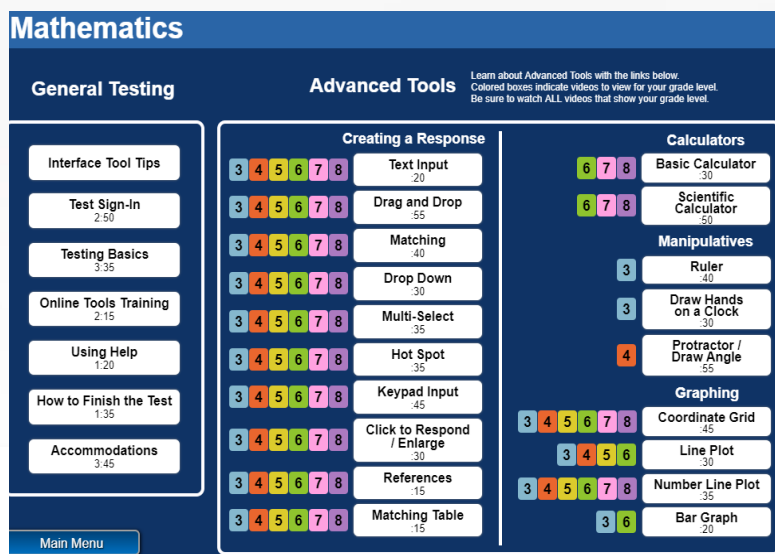 Mathematics
General Testing
Interface Tool Tips
Test Sign-In
2:50
Testing Basics
3:35
Online Tools Training
2:15
Using Help
1:20
How to Finish the Test
1:35
Accommodations
3:45
Main Menu
Advanced Tools
Learn about Advanced Tools with the links below.
Colored boxes indicate videos to view for your grade level.
Be sure to watch ALL videos that show your grade level.
Creating a Response
3 4 5 6 7 8 Text Input
:20
3 4 5 6 7 8 Drag and Drop
:55
3 4 5 6 7 8 Matching
:40
3 4 5 6 7 8 Drop Down
:30
3 4 5 6 7 8 Multi-Select
:35
3 4 5 6 7 8 Hot Spot
:35
3 4 5 6 7 8 Keypad Input
:45
3 4 5 6 7 8 Click to Respond
/ Enlarge
:30
3 4 5 6 7 8 References
:15
3 4 5 6 7 8 Matching Table
:15
Calculators
6 7 8 Basic Calculator
:30
6 7 8 Scientific
Calculator
:50
Manipulatives
3 Ruler
:40
3 Draw Hands
on a Clock
:30
4 Protractor /
Draw Angle
:55
Graphing
3 4 5 6 7 8 Coordinate Grid
:45
3 4 5 6 Line Plot
:30
3 4 5 6 7 8 Number Line Plot
:35
3 6 Bar Graph
:20